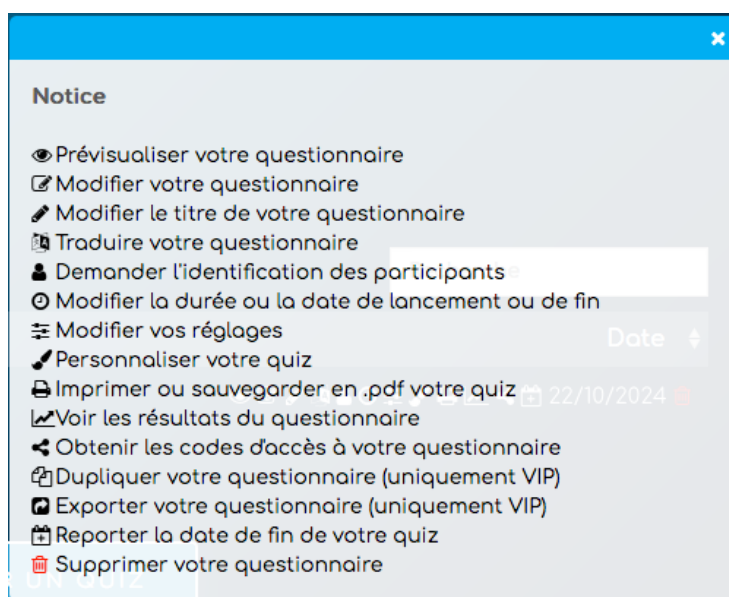 Notice
Prévisualiser votre questionnaire
Modifier votre questionnaire
Modifier le titre de votre questionnaire
Traduire votre questionnaire
Demander l'identification des participants
Modifier la durée ou la date de lancement ou de fin
Modifier vos réglages
Date
Personnaliser votre quiz
Imprimer ou sauvegarder en .pdf votre quiz
22/10/2024
Voir les résultats du questionnaire
Obtenir les codes d'accès à votre questionnaire
Dupliquer votre questionnaire (uniquement VIP)
Exporter votre questionnaire (uniquement VIP)
Reporter la date de fin de votre quiz
Supprimer votre questionnaire
UN QUIZ